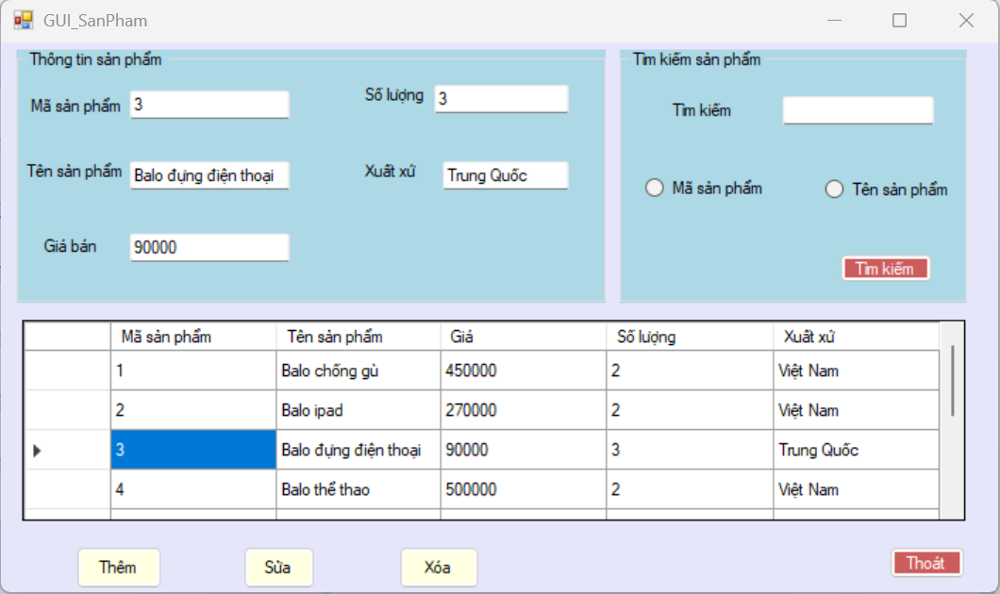 GUI_SanPham
Thông tin sản phẩm
Mã sản phẩm 3
Số lượng 3
Tên sản phẩm Balo đựng điện thoại
Xuất xứ Trung Quốc
Giá bán 90000
Tìm kiếm sản phẩm
Tìm kiếm
Mã sản phẩm Tên sản phẩm
Tìm kiếm
Mã sản phẩm Tên sản phẩm Giá Số lượng Xuất xứ
1 Balo chống gù 450000 2 Việt Nam
2 Balo ipad 270000 2 Việt Nam
3 Balo đựng điện thoại 90000 3 Trung Quốc
4 Balo thể thao 500000 2 Việt Nam
Thêm Sửa Xóa Thoát